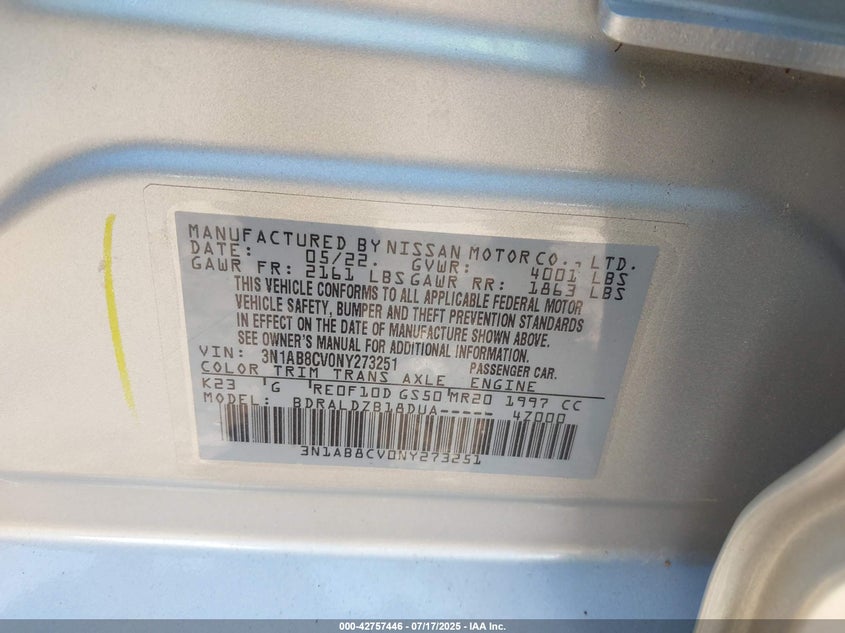 MANUFACTURED BY NISSAN MOTOR CO., LTD.
DATE: 05/22. GVWR: 4001 LBS
GAWR FR: 2161 LBS GAWR RR: 1863 LBS
THIS VEHICLE CONFORMS TO ALL APPLICABLE FEDERAL MOTOR
VEHICLE SAFETY, BUMPER AND THEFT PREVENTION STANDARDS
IN EFFECT ON THE DATE OF MANUFACTURE SHOWN ABOVE.
SEE OWNER'S MANUAL FOR ADDITIONAL INFORMATION.
VIN: 3N1AB8CV0NY273251 PASSENGER CAR.
COLOR TRIM TRANS AXLE ENGINE
K23 G RE0F10D GS50 MR20 1997 CC
MODEL: BDRALDZB18DUA----- 47000
3N1AB8CV0NY273251
000-42757446 - 07/17/2025 - IAA Inc.